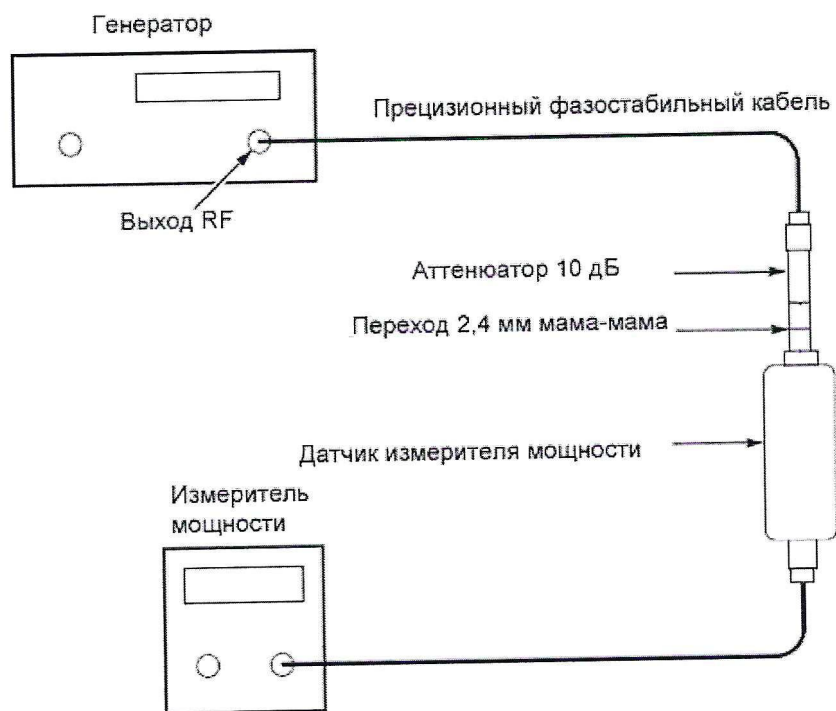 Генератор
Прецизионный фазостабильный кабель
Выход RF
Аттенюатор 10 дБ
Переход 2,4 мм мама-мама
Датчик измерителя мощности
Измеритель
мощности